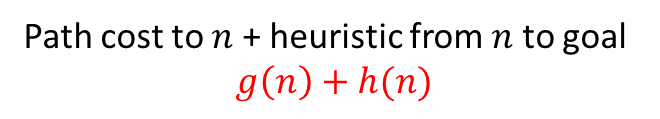 Path cost to 𝑛 + heuristic from 𝑛 to goal
𝑔(𝑛) + ℎ(𝑛)